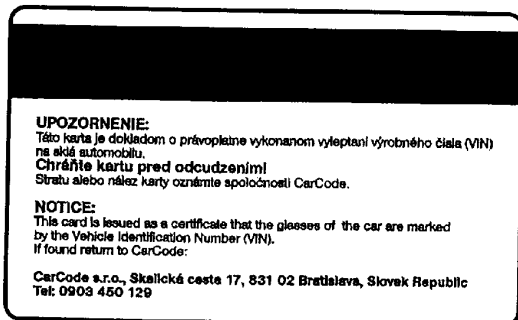 UPOZORNENIE:
Táto karta je dokladom o právoplatne vykonanom vyleptaní výrobného čísla (VIN)
na sklá automobilu.
Chráňte kartu pred odcudzením!
Stratu alebo nález karty oznámte spoločnosti CarCode.
NOTICE:
This card is issued as a certificate that the glasses of the car are marked
by the Vehicle Identification Number (VIN).
If found return to CarCode:
CarCode s.r.o., Skalická cesta 17, 831 02 Bratislava, Slovak Republic
Tel: 0903 450 129